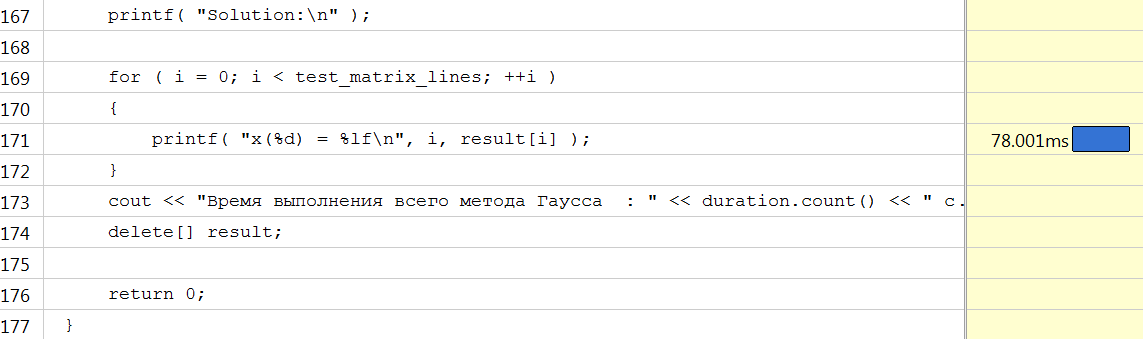 167 printf( "Solution:\n" );
168
169 for ( i = 0; i < test_matrix_lines; ++i )
170 {
171 printf( "x(%d) = %lf\n", i, result[i] ); 78.001ms
172 }
173 cout << "Время выполнения всего метода Гаусса : " << duration.count() << " с.
174 delete[] result;
175
176 return 0;
177 }